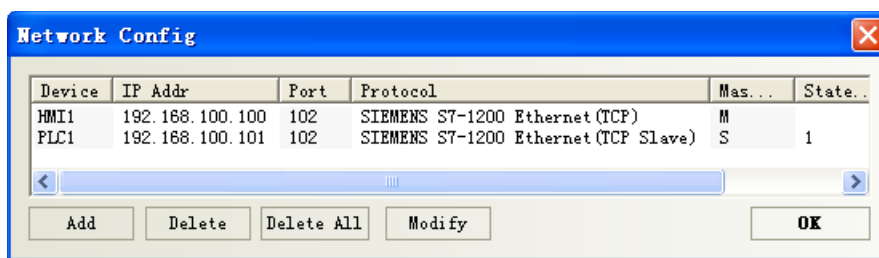 Network Config
Device IP Addr Port Protocol Mas... State..
HMI1 192.168.100.100 102 SIEMENS S7-1200 Ethernet(TCP) M
PLC1 192.168.100.101 102 SIEMENS S7-1200 Ethernet(TCP Slave) S 1
Add Delete Delete All Modify OK